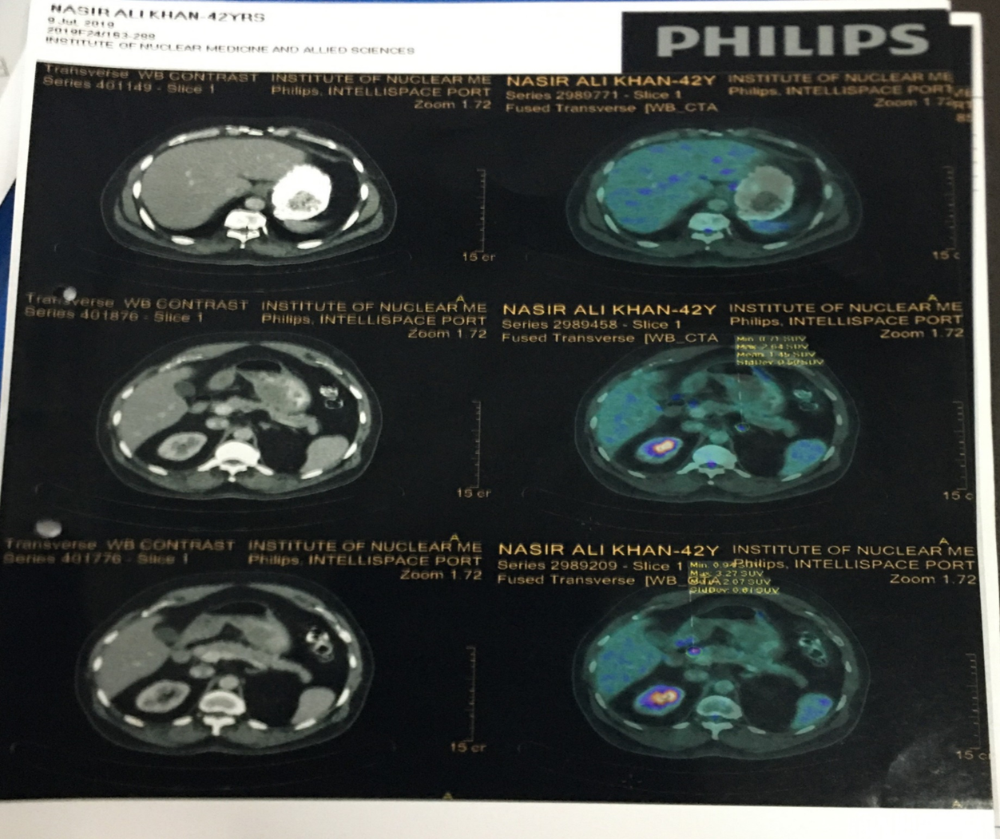 NASIR ALI KHAN-42YRS
9 Jul, 2019
2019F24/163-299
INSTITUTE OF NUCLEAR MEDICINE AND ALLIED SCIENCES
PHILIPS
Transverse WB CONTRAST
Series 401149 - Slice 1
INSTITUTE OF NUCLEAR ME
Philips, INTELLISPACE PORT
Zoom 1.72
NASIR ALI KHAN-42Y
Series 2989771 - Slice 1
Fused Transverse [WB_CTA
INSTITUTE OF NUCLEAR ME
Philips, INTELLISPACE PORT
Zoom 1.72
15 cr
15 c
A
A
Transverse WB CONTRAST
Series 401876 - Slice 1
INSTITUTE OF NUCLEAR ME
Philips, INTELLISPACE PORT
Zoom 1.72
NASIR ALI KHAN-42Y
Series 2989458 - Slice 1
Fused Transverse [WB_CTA
INSTITUTE OF NUCLEAR ME
Philips, INTELLISPACE PORT
Zoom 1.72
Min: 0.71 SUV
Max: 2.64 SUV
Mean: 1.46 SUV
StdDev: 0.50 SUV
15 cr
15 c
A
A
Transverse WB CONTRAST
Series 401776 - Slice 1
INSTITUTE OF NUCLEAR ME
Philips, INTELLISPACE PORT
Zoom 1.72
NASIR ALI KHAN-42Y
Series 2989209 - Slice 1
Fused Transverse [WB_
INSTITUTE OF NUCLEAR ME
Philips, INTELLISPACE PORT
Zoom 1.72
Max: 3.27 SUV
2.07 SUV
StdDev: 0.61 SUV
15 cr
15 c
A
A